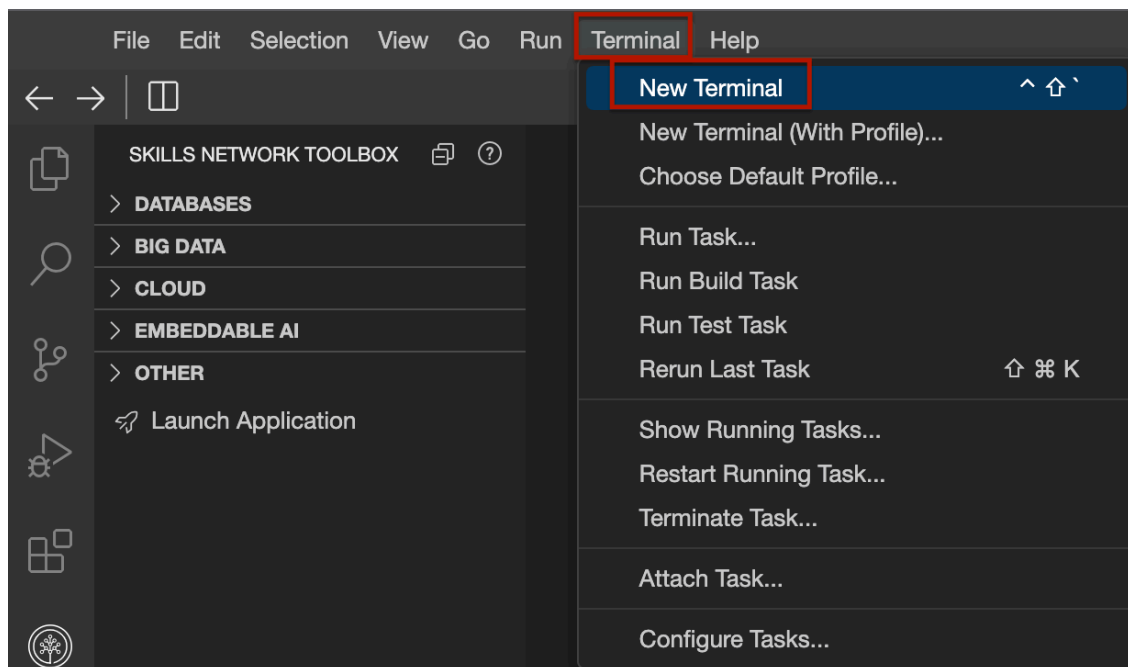 File Edit Selection View Go Run Terminal Help
SKILLS NETWORK TOOLBOX
DATABASES
BIG DATA
CLOUD
EMBEDDABLE AI
OTHER
Launch Application
New Terminal ^ ⇧ `
New Terminal (With Profile)...
Choose Default Profile...
Run Task...
Run Build Task
Run Test Task
Rerun Last Task ⇧ ⌘ K
Show Running Tasks...
Restart Running Task...
Terminate Task...
Attach Task...
Configure Tasks...